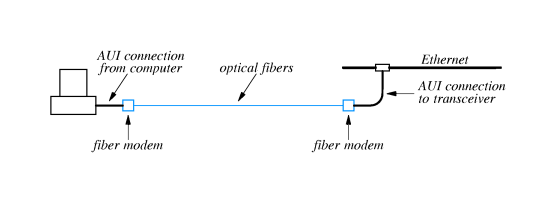 AUI connection
from computer
optical fibers
Ethernet
AUI connection
to transceiver
fiber modem
fiber modem